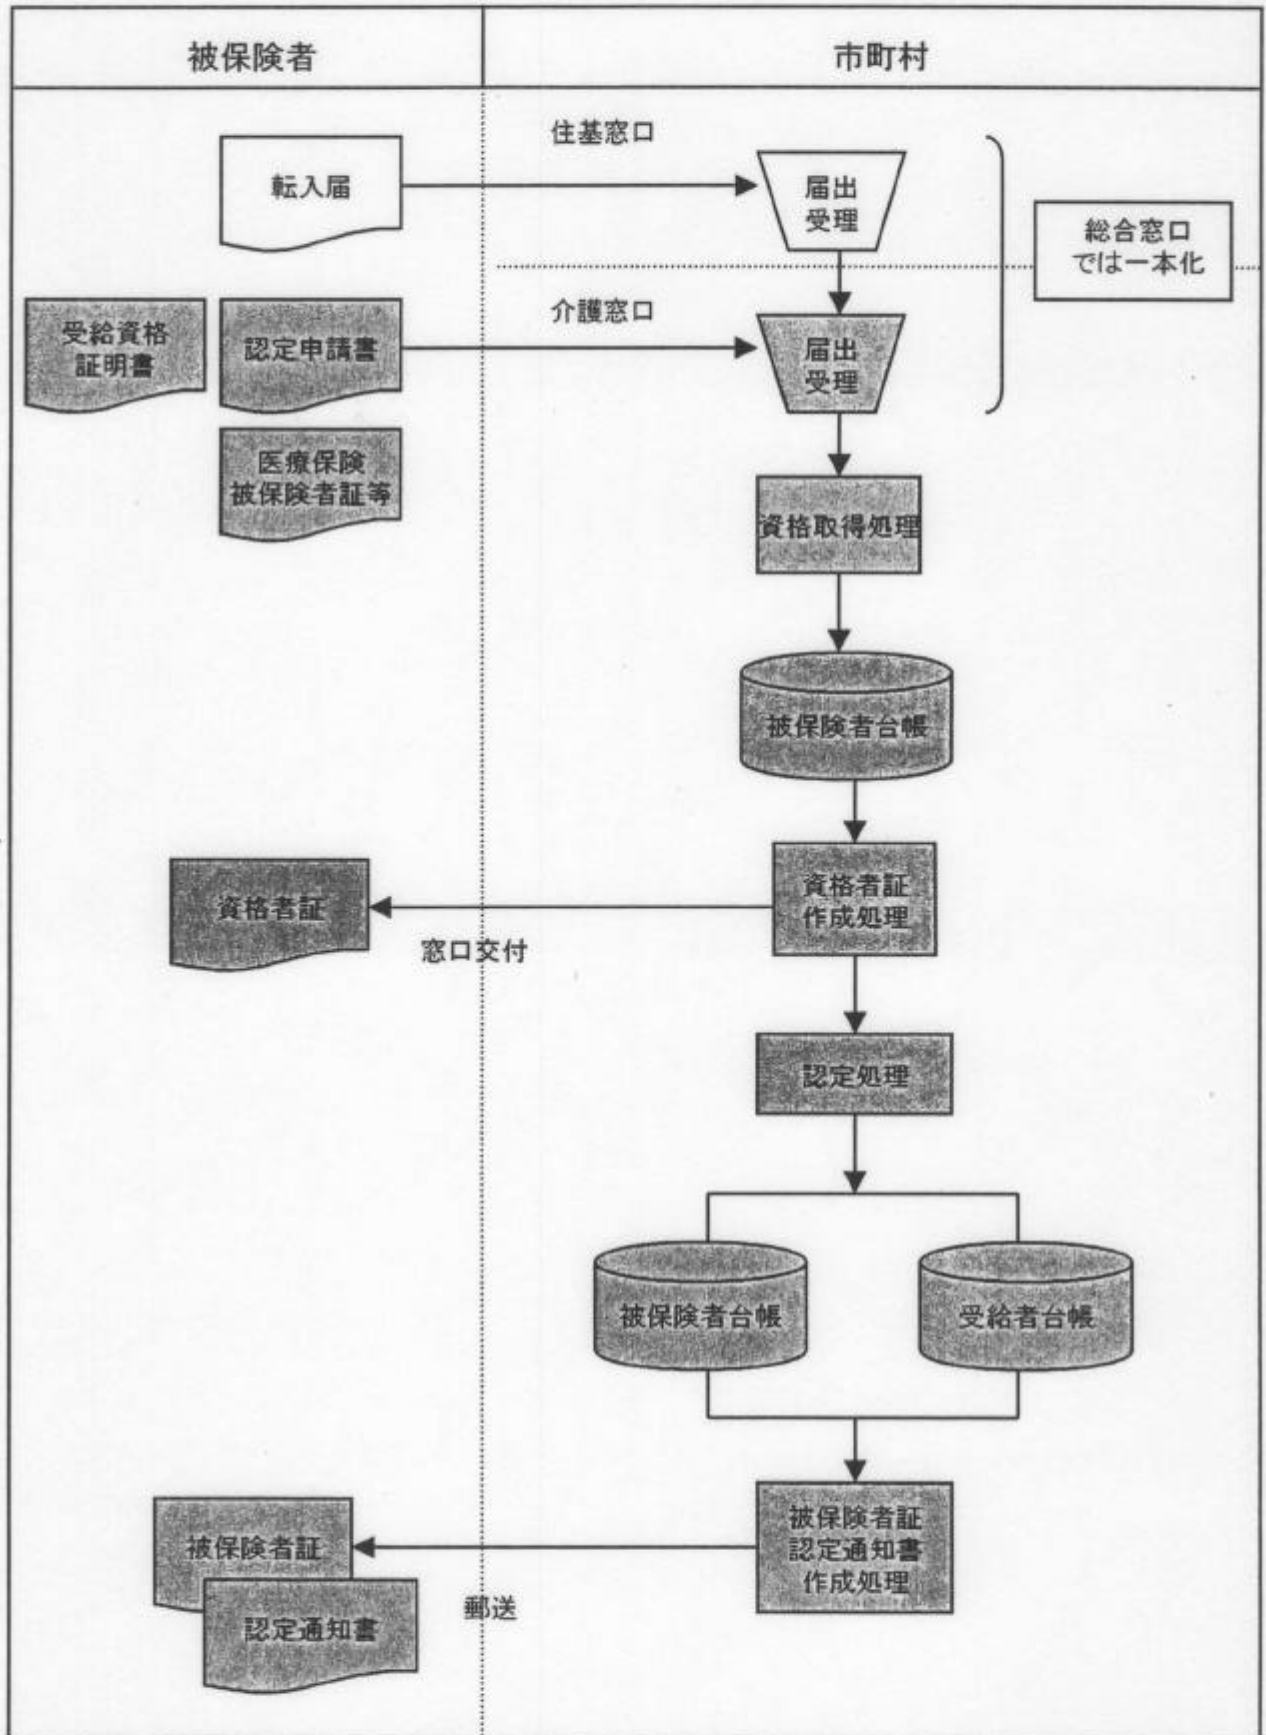 被保険者
市町村
住基窓口
転入届
届出
受理
総合窓口
では一本化
介護窓口
受給資格
証明書
認定申請書
届出
受理
医療保険
被保険者証等
資格取得処理
被保険者台帳
資格者証
資格者証
作成処理
窓口交付
認定処理
被保険者台帳
受給者台帳
被保険者証
認定通知書
作成処理
被保険者証
郵送
認定通知書